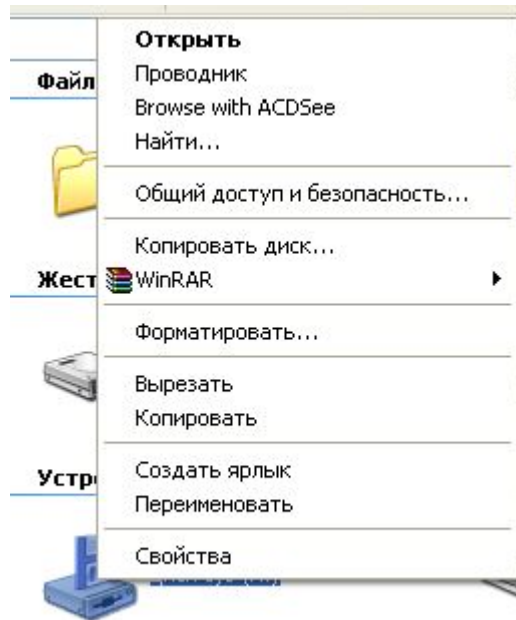 Открыть
Файл
Проводник
Browse with ACDSee
Найти...
Общий доступ и безопасность...
Копировать диск...
Жест
WinRAR
Форматировать...
Вырезать
Копировать
Устр
Создать ярлык
Переименовать
Свойства